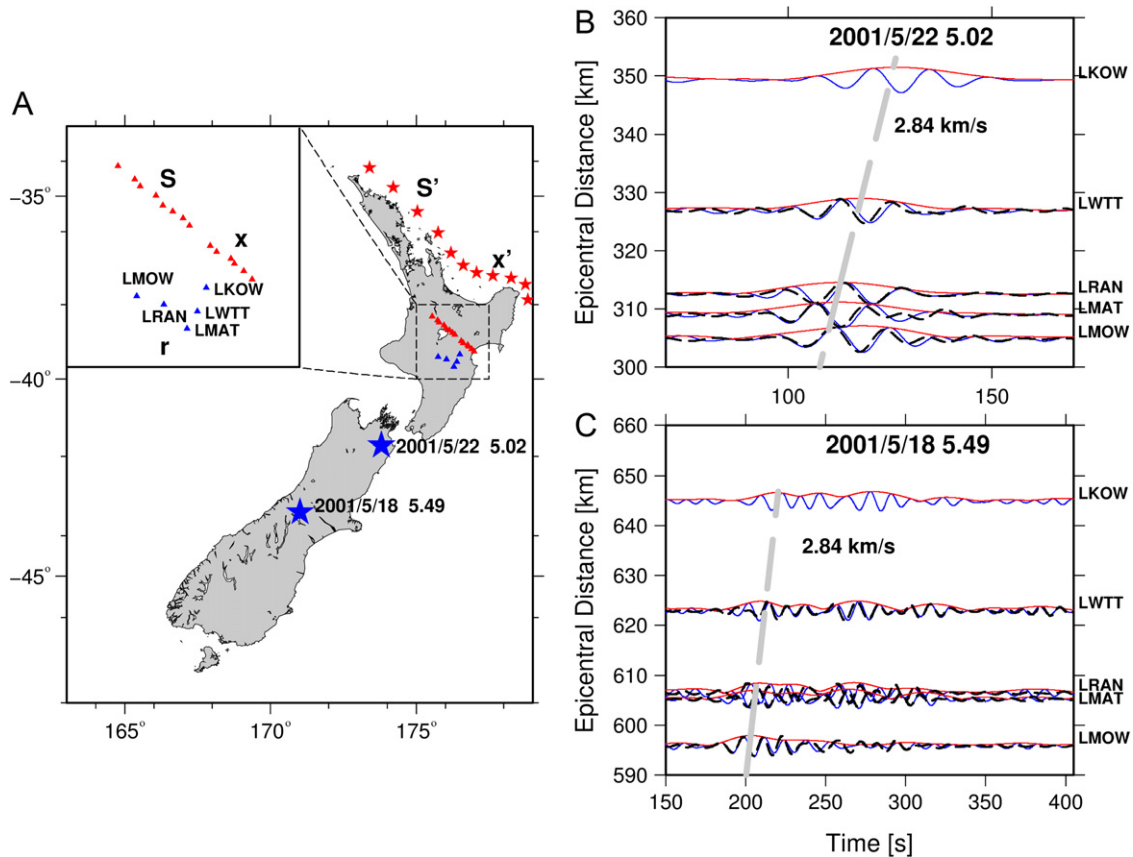 A
−35°
−40°
−45°
165°
170°
175°
S
x
LMOW
LKOW
LRAN
LWTT
LMAT
r
S'
x'
2001/5/22 5.02
2001/5/18 5.49
B
2001/5/22 5.02
2.84 km/s
Epicentral Distance [km]
360
350
340
330
320
310
300
LKOW
LWTT
LRAN
LMAT
LMOW
100
150
C
2001/5/18 5.49
2.84 km/s
Epicentral Distance [km]
660
650
640
630
620
610
600
590
LKOW
LWTT
LRAN
LMAT
LMOW
150
200
250
300
350
400
Time [s]